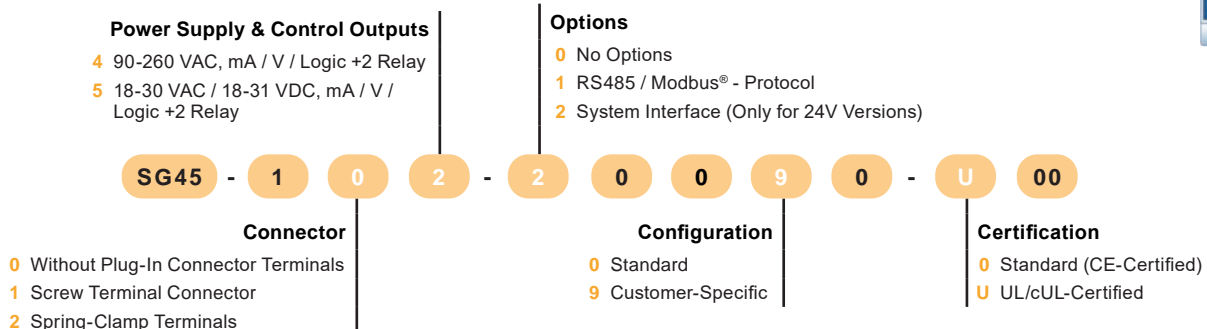 Power Supply & Control Outputs
4 90-260 VAC, mA / V / Logic +2 Relay
5 18-30 VAC / 18-31 VDC, mA / V /
Logic +2 Relay
Options
0 No Options
1 RS485 / Modbus® - Protocol
2 System Interface (Only for 24V Versions)
SG45 - 1 0 2 - 2 0 0 9 0 - U 00
Connector
0 Without Plug-In Connector Terminals
1 Screw Terminal Connector
2 Spring-Clamp Terminals
Configuration
0 Standard
9 Customer-Specific
Certification
0 Standard (CE-Certified)
U UL/cUL-Certified